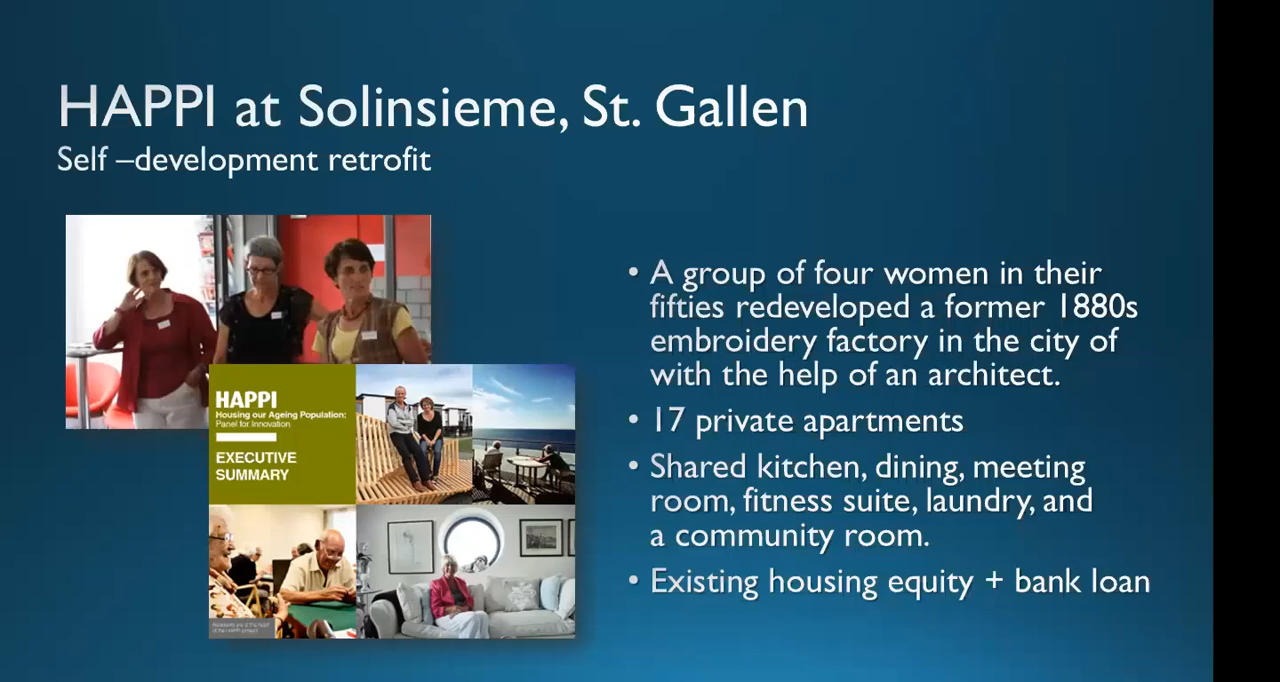 HAPPI at Solinsieme, St. Gallen
Self –development retrofit
HAPPI
Housing our Ageing Population:
Panel for Innovation
EXECUTIVE
SUMMARY
• A group of four women in their
fifties redeveloped a former 1880s
embroidery factory in the city of
with the help of an architect.
• 17 private apartments
• Shared kitchen, dining, meeting
room, fitness suite, laundry, and
a community room.
• Existing housing equity + bank loan